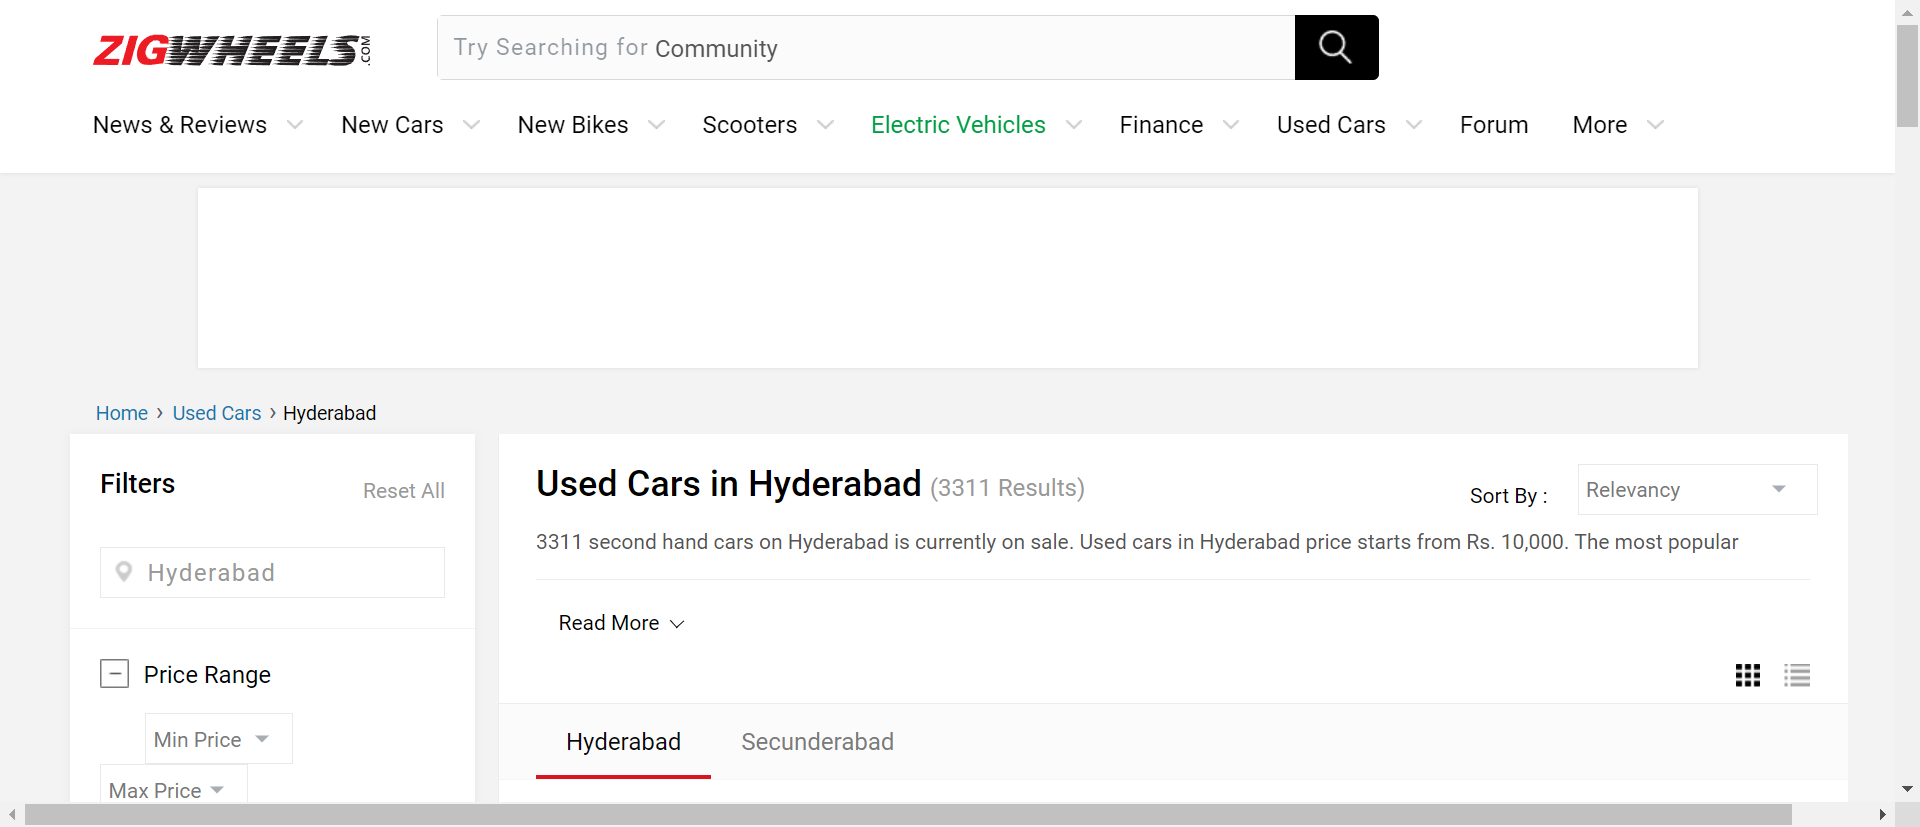 ZIGWHEELS.COM
Try Searching for Community
News & Reviews New Cars New Bikes Scooters Electric Vehicles Finance Used Cars Forum More
Home › Used Cars › Hyderabad
Filters
Reset All
Hyderabad
Price Range
Min Price
Max Price
Used Cars in Hyderabad (3311 Results)
Sort By :
Relevancy
3311 second hand cars on Hyderabad is currently on sale. Used cars in Hyderabad price starts from Rs. 10,000. The most popular
Read More
Hyderabad Secunderabad